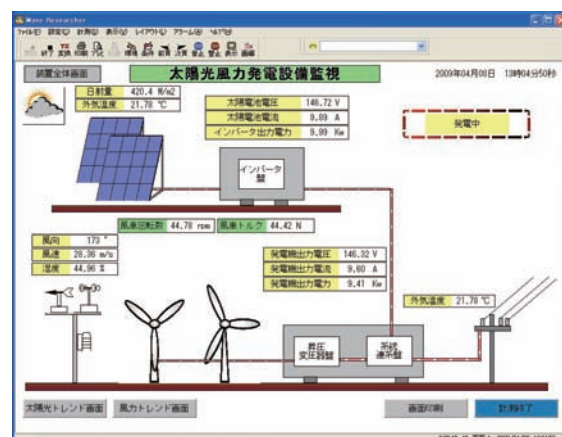 Wave Researcher
装置全体画面
太陽光風力発電設備監視
2009年04月08日 13時04分50秒
日射量 420.4 W/m2
外気温度 21.78 ℃
太陽電池電圧 146.72 V
太陽電池電流 9.89 A
インバータ出力電力 9.99 Kw
発電中
インバータ盤
風車回転数 44.78 rpm
風車トルク 44.42 N
風向 173 °
風速 28.36 m/s
湿度 44.96 %
発電機出力電圧 146.32 V
発電機出力電流 9.60 A
発電機出力電力 9.41 Kw
外気温度 21.78 ℃
昇圧変圧器盤
系統連系盤
太陽光トレンド画面
風力トレンド画面
画面印刷
計測終了